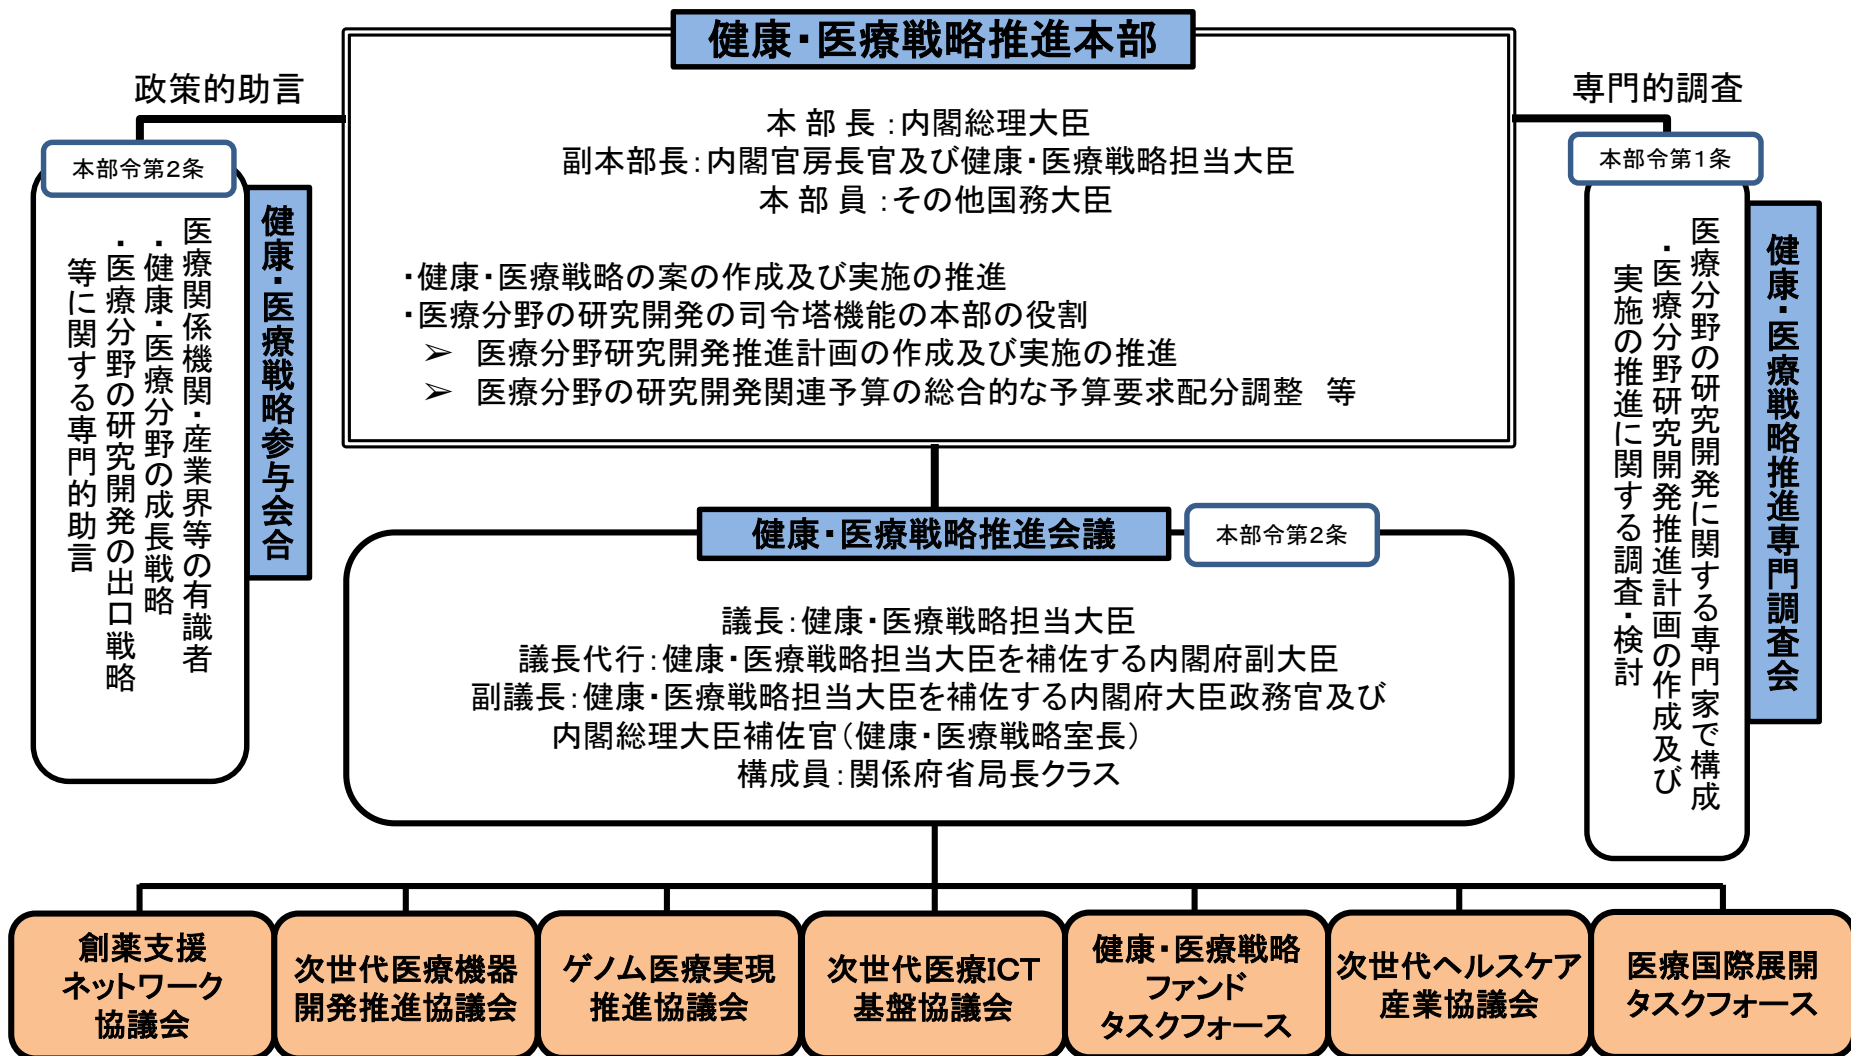 健康・医療戦略推進本部
政策的助言
専門的調査
本 部 長 ：内閣総理大臣
副本部長：内閣官房長官及び健康・医療戦略担当大臣
本 部 員 ：その他国務大臣
・健康・医療戦略の案の作成及び実施の推進
・医療分野の研究開発の司令塔機能の本部の役割
➢ 医療分野研究開発推進計画の作成及び実施の推進
➢ 医療分野の研究開発関連予算の総合的な予算要求配分調整　等
本部令第2条
健康・医療戦略参与会合
医療関係機関・産業界等の有識者
・健康・医療分野の成長戦略
・医療分野の研究開発の出口戦略
等に関する専門的助言
本部令第1条
健康・医療戦略推進専門調査会
医療分野の研究開発に関する専門家で構成
・医療分野研究開発推進計画の作成及び
実施の推進に関する調査・検討
健康・医療戦略推進会議
本部令第2条
議長：健康・医療戦略担当大臣
議長代行：健康・医療戦略担当大臣を補佐する内閣府副大臣
副議長：健康・医療戦略担当大臣を補佐する内閣府大臣政務官及び
内閣総理大臣補佐官（健康・医療戦略室長）
構成員：関係府省局長クラス
創薬支援
ネットワーク
協議会
次世代医療機器
開発推進協議会
ゲノム医療実現
推進協議会
次世代医療ICT
基盤協議会
健康・医療戦略
ファンド
タスクフォース
次世代ヘルスケア
産業協議会
医療国際展開
タスクフォース